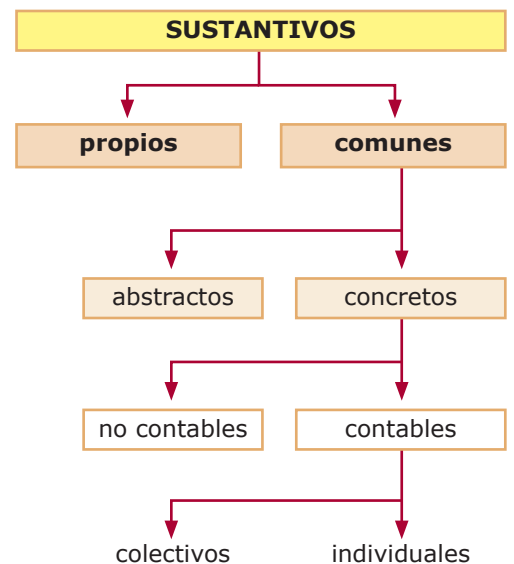 SUSTANTIVOS
propios
comunes
abstractos
concretos
no contables
contables
colectivos
individuales